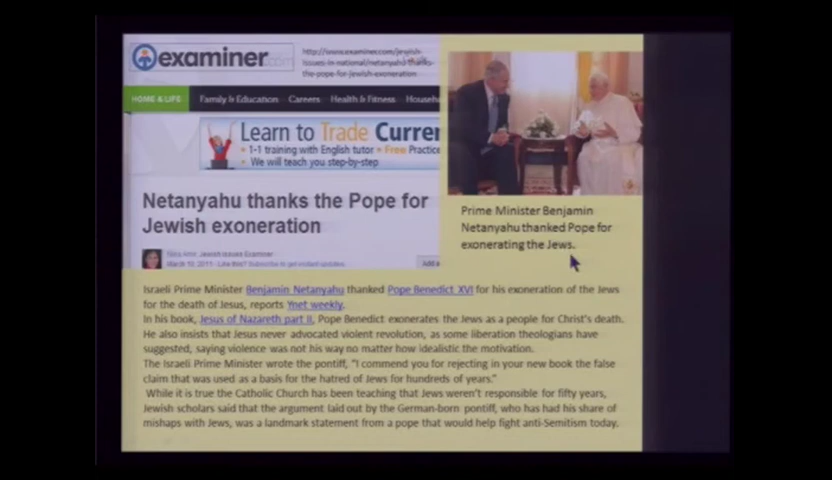 examiner.com
http://www.examiner.com/jewish-
issues-in-national/netanyahu-thanks-
the-pope-for-jewish-exoneration
HOME & LIFE Family & Education Careers Health & Fitness Househ
Learn to Trade Curren
• 1-1 training with English tutor • Free Practice
• We will teach you step-by-step
Netanyahu thanks the Pope for
Jewish exoneration
Jewish Issues Examiner
March 10, 2011 - Like this? Subscribe to get instant updates.
Prime Minister Benjamin
Netanyahu thanked Pope for
exonerating the Jews.
Israeli Prime Minister Benjamin Netanyahu thanked Pope Benedict XVI for his exoneration of the Jews
for the death of Jesus, reports Ynet weekly.
In his book, Jesus of Nazareth part II, Pope Benedict exonerates the Jews as a people for Christ's death.
He also insists that Jesus never advocated violent revolution, as some liberation theologians have
suggested, saying violence was not his way no matter how idealistic the motivation.
The Israeli Prime Minister wrote the pontiff, "I commend you for rejecting in your new book the false
claim that was used as a basis for the hatred of Jews for hundreds of years."
While it is true the Catholic Church has been teaching that Jews weren't responsible for fifty years,
Jewish scholars said that the argument laid out by the German-born pontiff, who has had his share of
mishaps with Jews, was a landmark statement from a pope that would help fight anti-Semitism today.